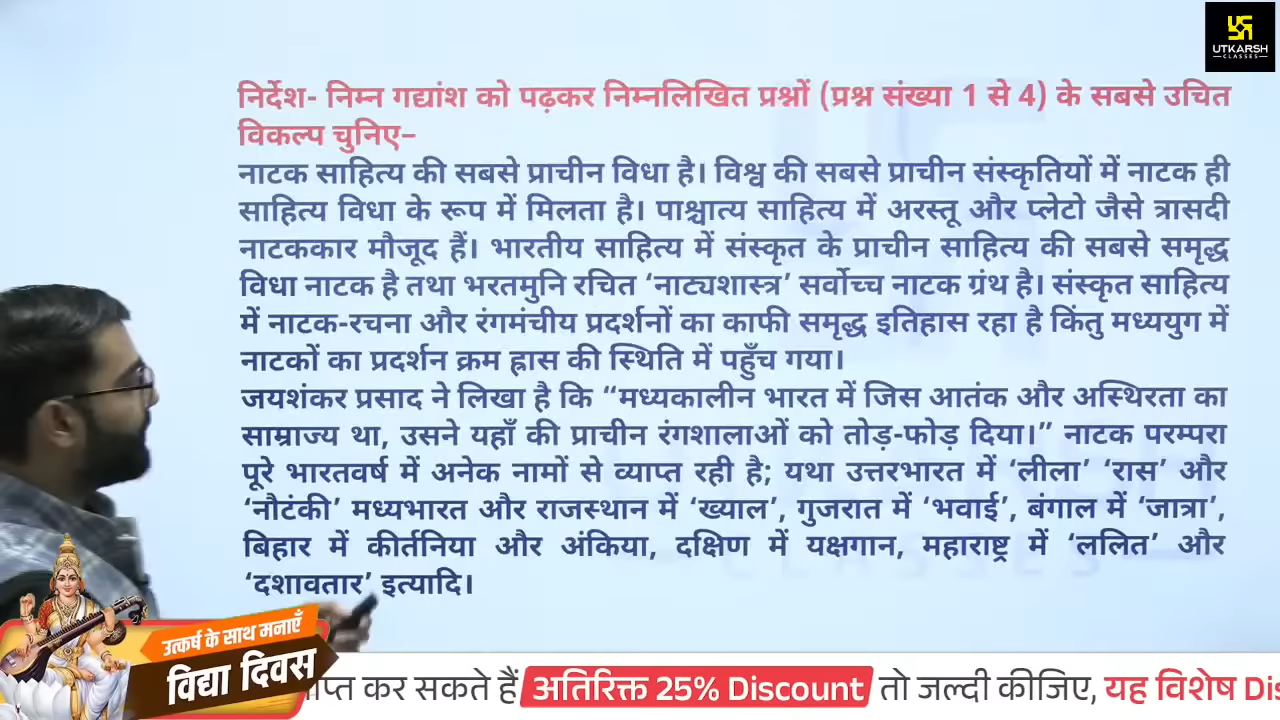 UTKARSH
CLASSES
निर्देश- निम्न गद्यांश को पढ़कर निम्नलिखित प्रश्नों (प्रश्न संख्या 1 से 4) के सबसे उचित
विकल्प चुनिए–
नाटक साहित्य की सबसे प्राचीन विधा है। विश्व की सबसे प्राचीन संस्कृतियों में नाटक ही
साहित्य विधा के रूप में मिलता है। पाश्चात्य साहित्य में अरस्तू और प्लेटो जैसे त्रासदी
नाटककार मौजूद हैं। भारतीय साहित्य में संस्कृत के प्राचीन साहित्य की सबसे समृद्ध
विधा नाटक है तथा भरतमुनि रचित ‘नाट्यशास्त्र’ सर्वोच्च नाटक ग्रंथ है। संस्कृत साहित्य
में नाटक-रचना और रंगमंचीय प्रदर्शनों का काफी समृद्ध इतिहास रहा है किंतु मध्ययुग में
नाटकों का प्रदर्शन क्रम ह्रास की स्थिति में पहुँच गया।
जयशंकर प्रसाद ने लिखा है कि “मध्यकालीन भारत में जिस आतंक और अस्थिरता का
साम्राज्य था, उसने यहाँ की प्राचीन रंगशालाओं को तोड़-फोड़ दिया।” नाटक परम्परा
पूरे भारतवर्ष में अनेक नामों से व्याप्त रही है; यथा उत्तरभारत में ‘लीला’ ‘रास’ और
‘नौटंकी’ मध्यभारत और राजस्थान में ‘ख्याल’, गुजरात में ‘भवाई’, बंगाल में ‘जात्रा’,
बिहार में कीर्तनिया और अंकिया, दक्षिण में यक्षगान, महाराष्ट्र में ‘ललित’ और
‘दशावतार’ इत्यादि।
उत्कर्ष के साथ मनाएँ
विद्या दिवस
कर सकते हैं अतिरिक्त 25% Discount तो जल्दी कीजिए, यह विशेष